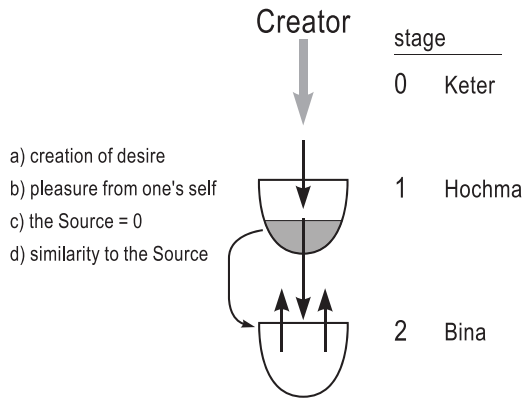 Creator
stage
0 Keter
a) creation of desire
b) pleasure from one's self
1 Hochma
c) the Source = 0
d) similarity to the Source
2 Bina